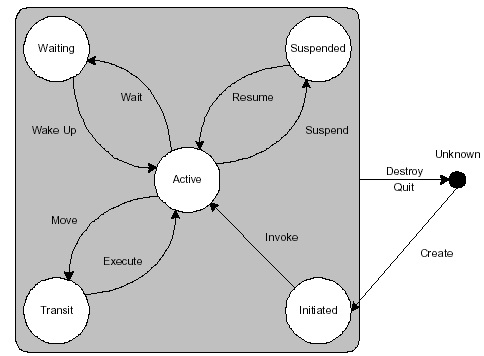 Waiting
Suspended
Wait
Resume
Wake Up
Suspend
Unknown
Active
Destroy
Quit
Move
Invoke
Create
Execute
Transit
Initiated